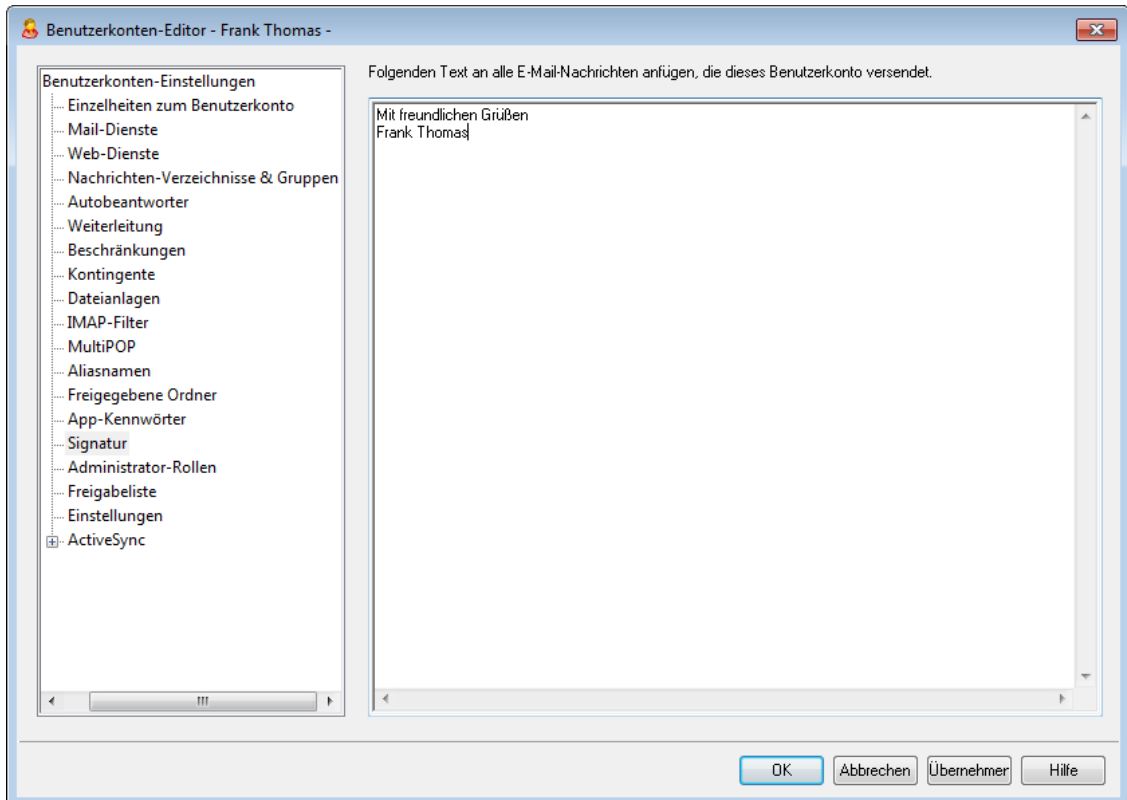 Benutzerkonten-Editor - Frank Thomas -
Benutzerkonten-Einstellungen
Einzelheiten zum Benutzerkonto
Mail-Dienste
Web-Dienste
Nachrichten-Verzeichnisse & Gruppen
Autobeantworter
Weiterleitung
Beschränkungen
Kontingente
Dateianlagen
IMAP-Filter
MultiPOP
Aliasnamen
Freigegebene Ordner
App-Kennwörter
Signatur
Administrator-Rollen
Freigabeliste
Einstellungen
ActiveSync
Folgenden Text an alle E-Mail-Nachrichten anfügen, die dieses Benutzerkonto versendet.
Mit freundlichen Grüßen
Frank Thomas
OK
Abbrechen
Übernehmer
Hilfe